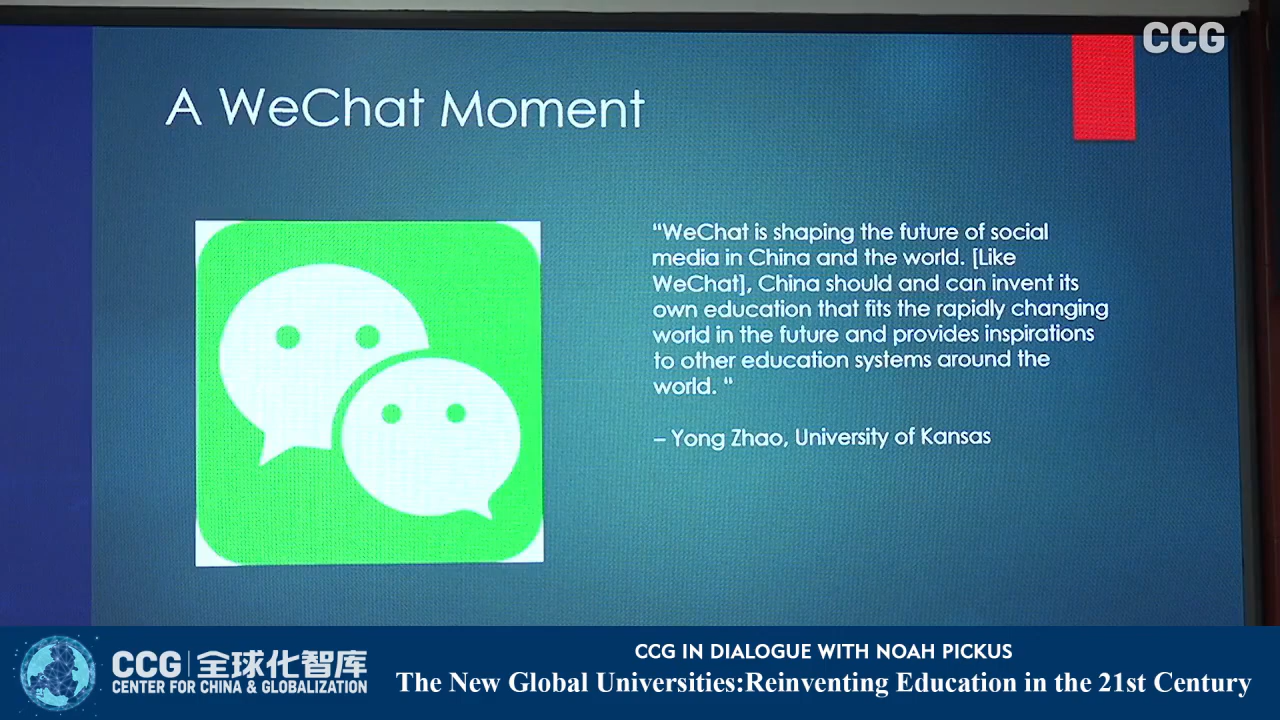 CCG
A WeChat Moment
“WeChat is shaping the future of social
media in China and the world. [Like
WeChat], China should and can invent its
own education that fits the rapidly changing
world in the future and provides inspirations
to other education systems around the
world. “
– Yong Zhao, University of Kansas
CCG IN DIALOGUE WITH NOAH PICKUS
CCG | 全球化智库
CENTER FOR CHINA & GLOBALIZATION
The New Global Universities:Reinventing Education in the 21st Century